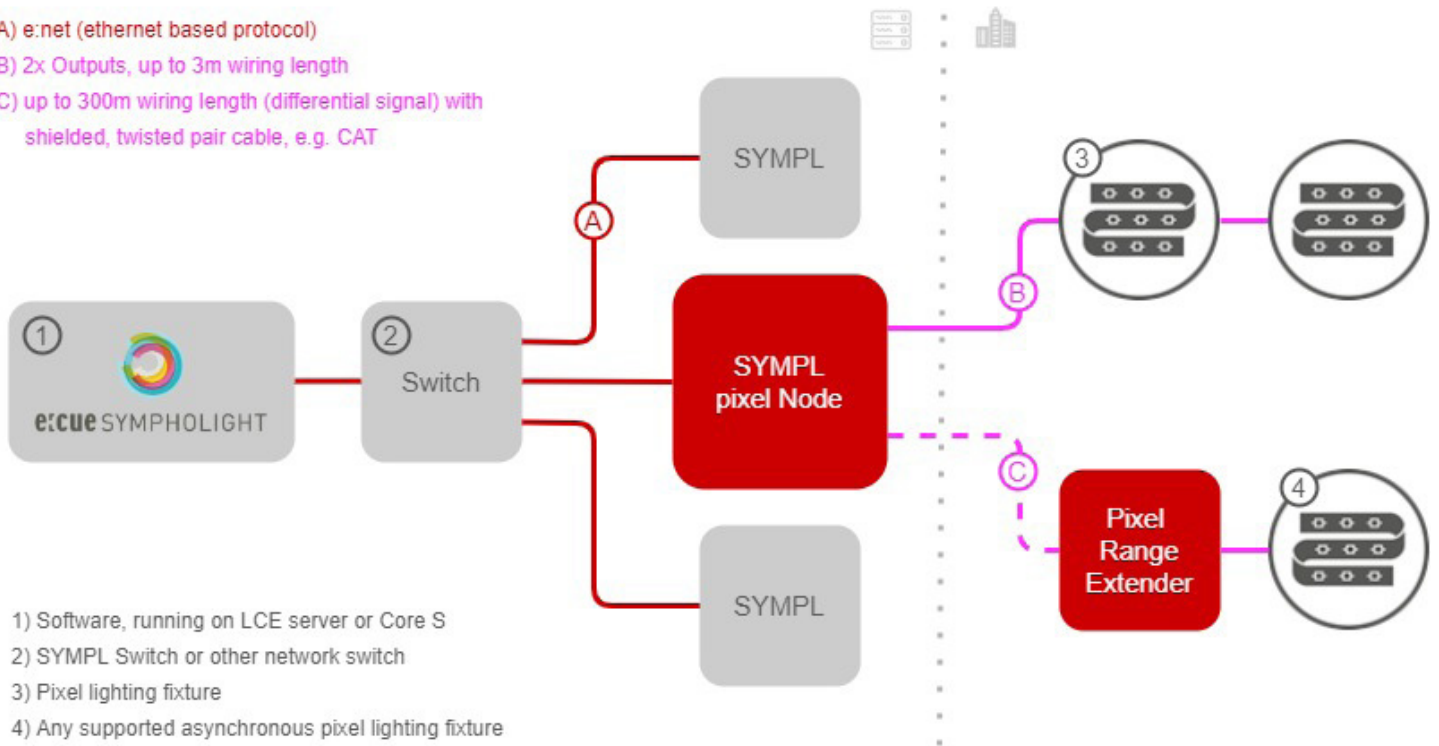 A) e:net (ethernet based protocol)
B) 2x Outputs, up to 3m wiring length
C) up to 300m wiring length (differential signal) with
shielded, twisted pair cable, e.g. CAT
SYMPL
3
A
B
1
e:cue SYMPHOLIGHT
2
Switch
SYMPL
pixel Node
C
4
Pixel
Range
Extender
SYMPL
1) Software, running on LCE server or Core S
2) SYMPL Switch or other network switch
3) Pixel lighting fixture
4) Any supported asynchronous pixel lighting fixture